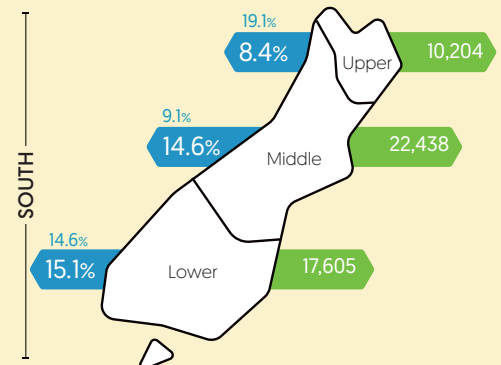 19.1%
8.4%
Upper
10,204
9.1%
14.6%
Middle
22,438
SOUTH
14.6%
15.1%
Lower
17,605